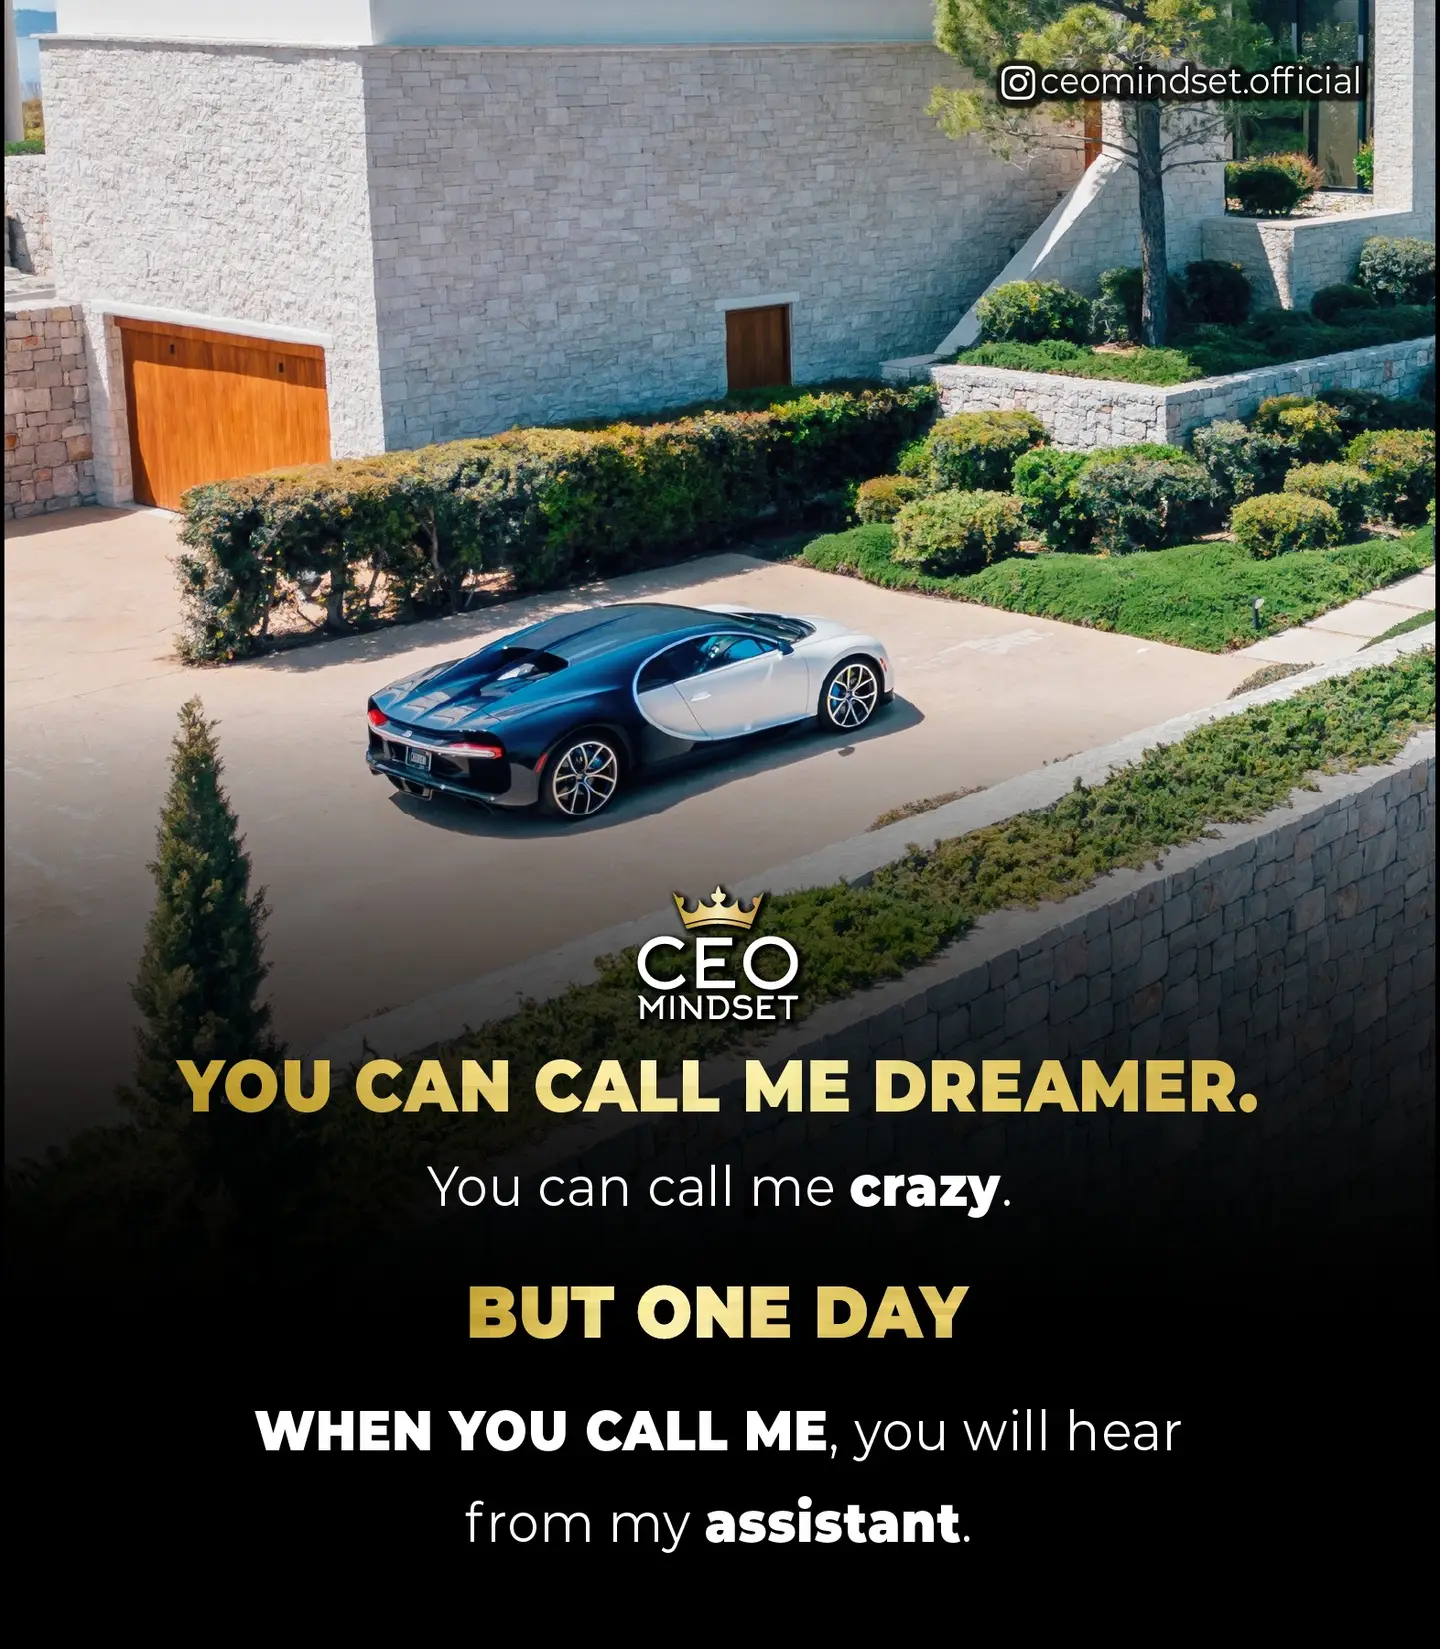 ceomindset.official
CEO
MINDSET
YOU CAN CALL ME DREAMER.
You can call me crazy.
BUT ONE DAY
WHEN YOU CALL ME, you will hear
from my assistant.